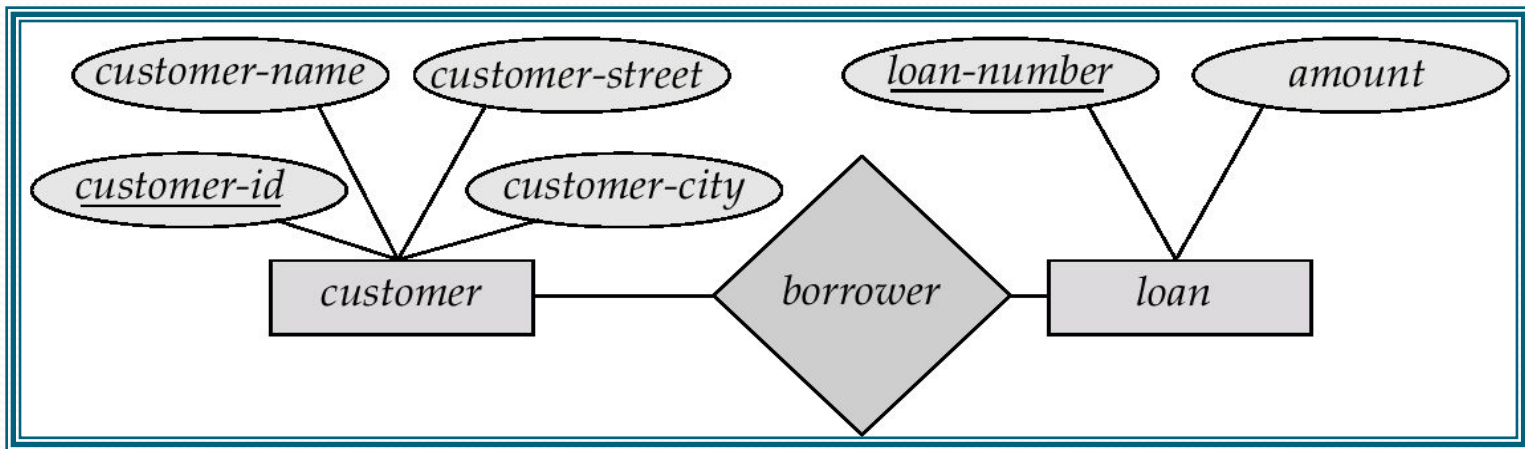 customer-name
customer-street
loan-number
amount
customer-id
customer-city
customer
borrower
loan